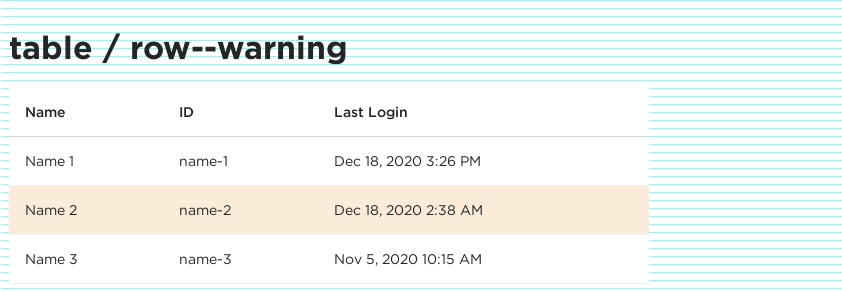 table / row--warning
Name ID Last Login
Name 1 name-1 Dec 18, 2020 3:26 PM
Name 2 name-2 Dec 18, 2020 2:38 AM
Name 3 name-3 Nov 5, 2020 10:15 AM